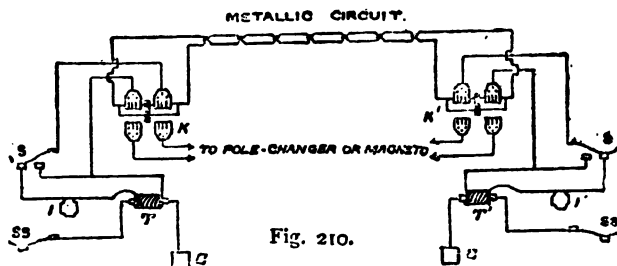 METALLIC CIRCUIT.
K K'
TO POLE-CHANGER OR MAGNETO
S S
I I'
T T'
SS SS
G G
Fig. 210.